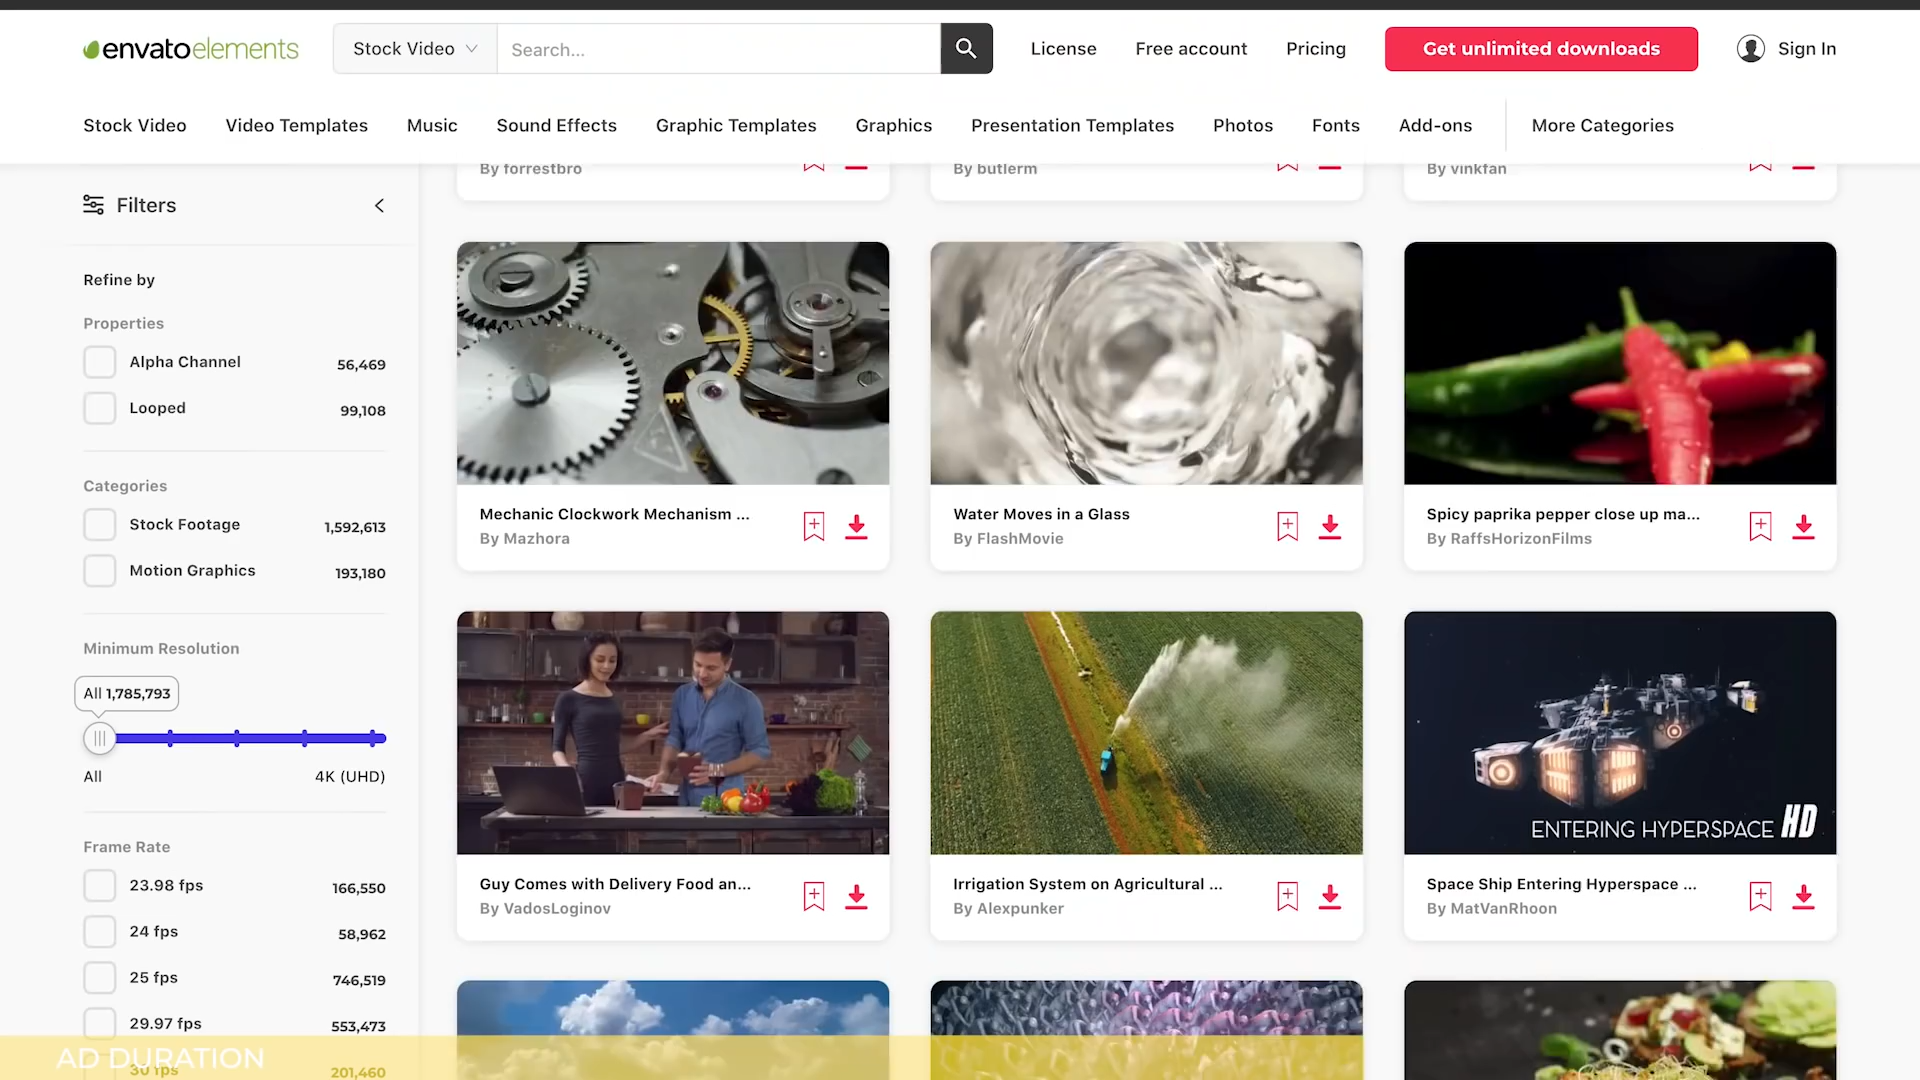 envatoelements
Stock Video
Search...
License
Free account
Pricing
Get unlimited downloads
Sign In
Stock Video
Video Templates
Music
Sound Effects
Graphic Templates
Graphics
Presentation Templates
Photos
Fonts
Add-ons
More Categories
By forrestbro
By butlerm
By vinkfan
Filters
Refine by
Properties
Alpha Channel 56,469
Looped 99,108
Categories
Stock Footage 1,592,613
Motion Graphics 193,180
Minimum Resolution
All 1,785,793
All 4K (UHD)
Frame Rate
23.98 fps 166,550
24 fps 58,962
25 fps 746,519
29.97 fps 553,473
30 fps 201,460
Mechanic Clockwork Mechanism ...
By Mazhora
Water Moves in a Glass
By FlashMovie
Spicy paprika pepper close up ma...
By RaffsHorizonFilms
ENTERING HYPERSPACE HD
Guy Comes with Delivery Food an...
By VadosLoginov
Irrigation System on Agricultural ...
By Alexpunker
Space Ship Entering Hyperspace ...
By MatVanRhoon
AD DURATION